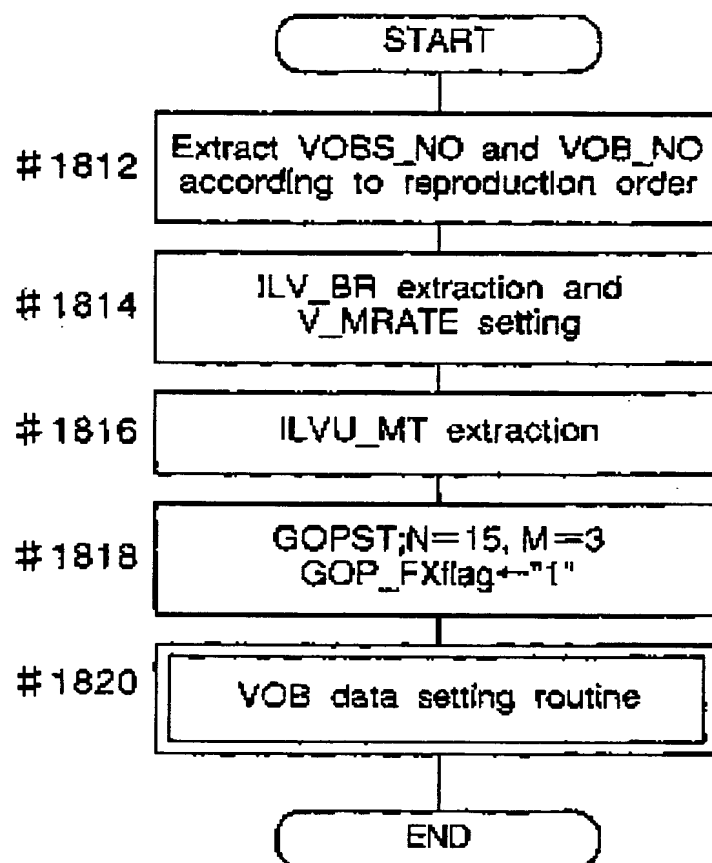 START
#1812
Extract VOBS_NO and VOB_NO
according to reproduction order
#1814
ILV_BR extraction and
V_MRATE setting
#1816
ILVU_MT extraction
#1818
GOPST;N=15, M=3
GOP_FXflag←"1"
#1820
VOB data setting routine
END